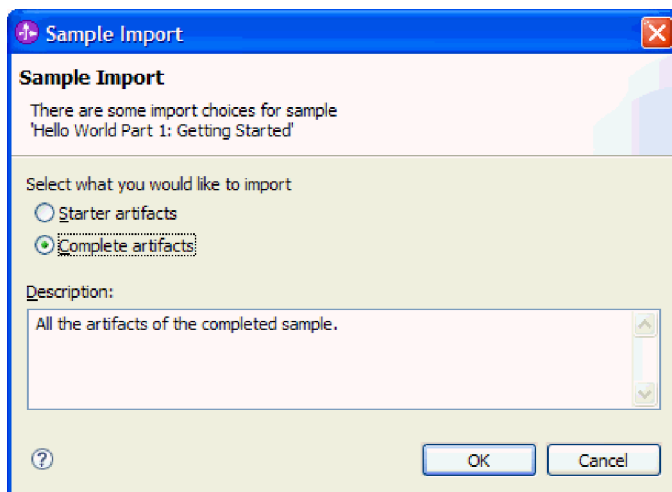 Sample Import
Sample Import
There are some import choices for sample
'Hello World Part 1: Getting Started'
Select what you would like to import
Starter artifacts
Complete artifacts
Description:
All the artifacts of the completed sample.
?
OK
Cancel